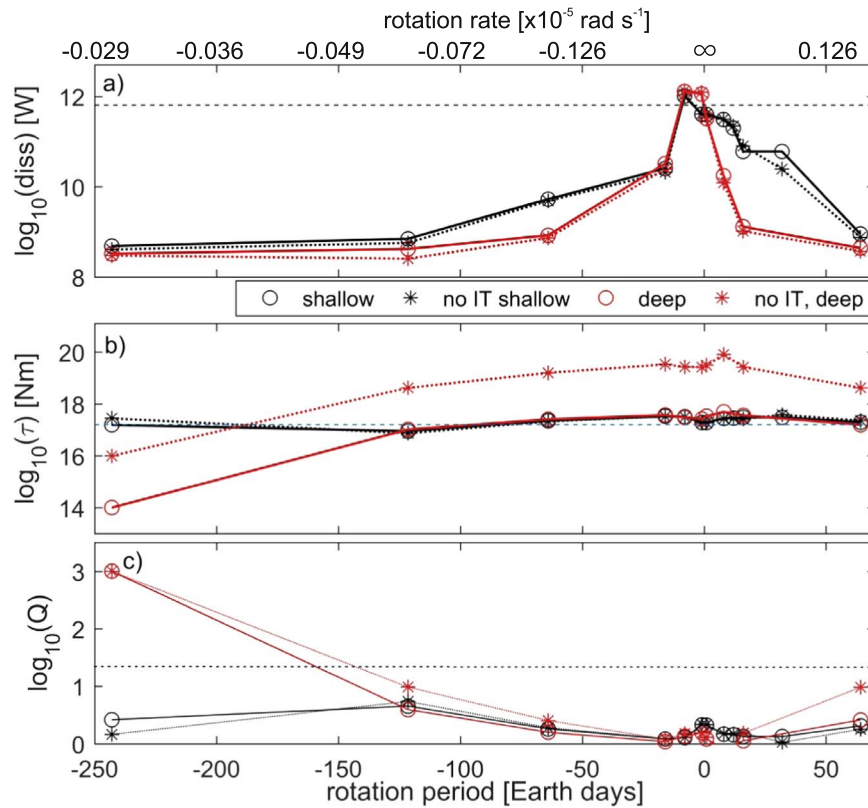 rotation rate [x10⁻⁵ rad s⁻¹]
-0.029 -0.036 -0.049 -0.072 -0.126 ∞ 0.126
a)
12
10
8
log₁₀(diss) [W]
shallow no IT shallow deep no IT, deep
b)
20
18
16
14
log₁₀(τ) [Nm]
c)
3
2
1
0
log₁₀(Q)
-250 -200 -150 -100 -50 0 50
rotation period [Earth days]